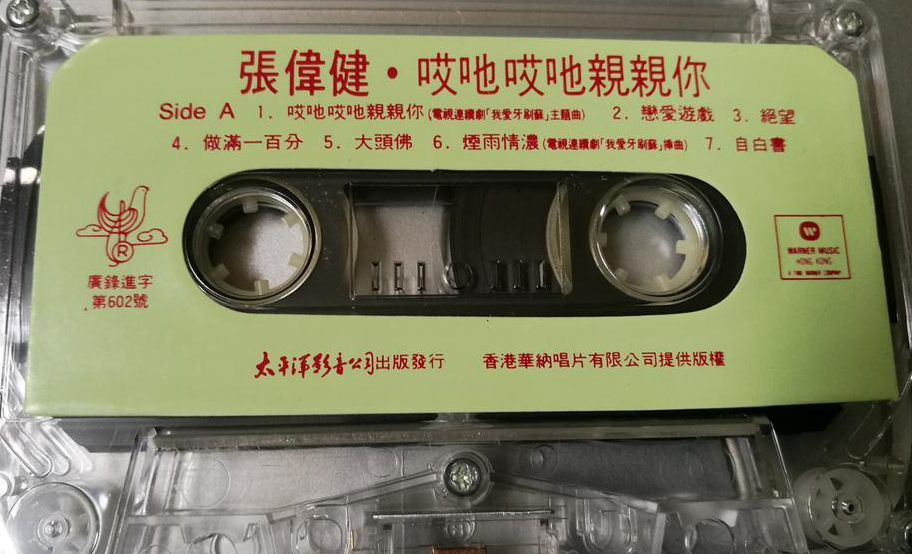 張偉健・哎吔哎吔親親你
Side A 1. 哎吔哎吔親親你(電視連續劇「我愛牙刷蘇」主題曲) 2. 戀愛遊戲 3. 絕望
4. 做滿一百分 5. 大頭佛 6. 煙雨情濃(電視連續劇「我愛牙刷蘇」揷曲) 7. 自白書
R
廣錄進字
第602號
WARNER MUSIC
HONG KONG
A TIME WARNER COMPANY
太平洋影音公司出版發行 香港華納唱片有限公司提供版權